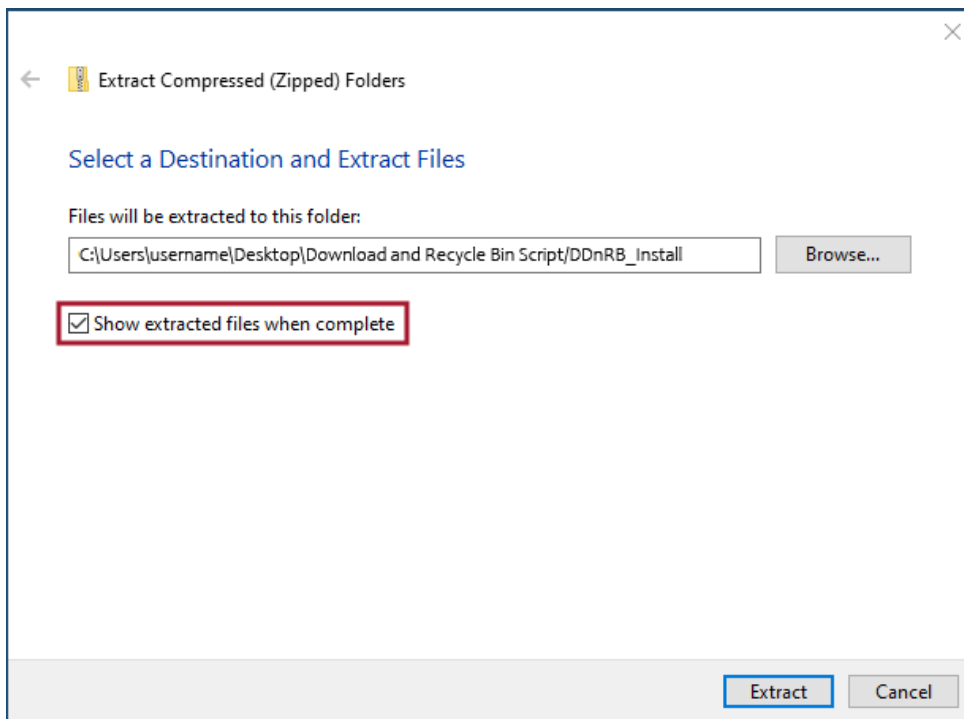 Extract Compressed (Zipped) Folders
Select a Destination and Extract Files
Files will be extracted to this folder:
C:\Users\username\Desktop\Download and Recycle Bin Script/DDnRB_Install
Browse...
Show extracted files when complete
Extract
Cancel